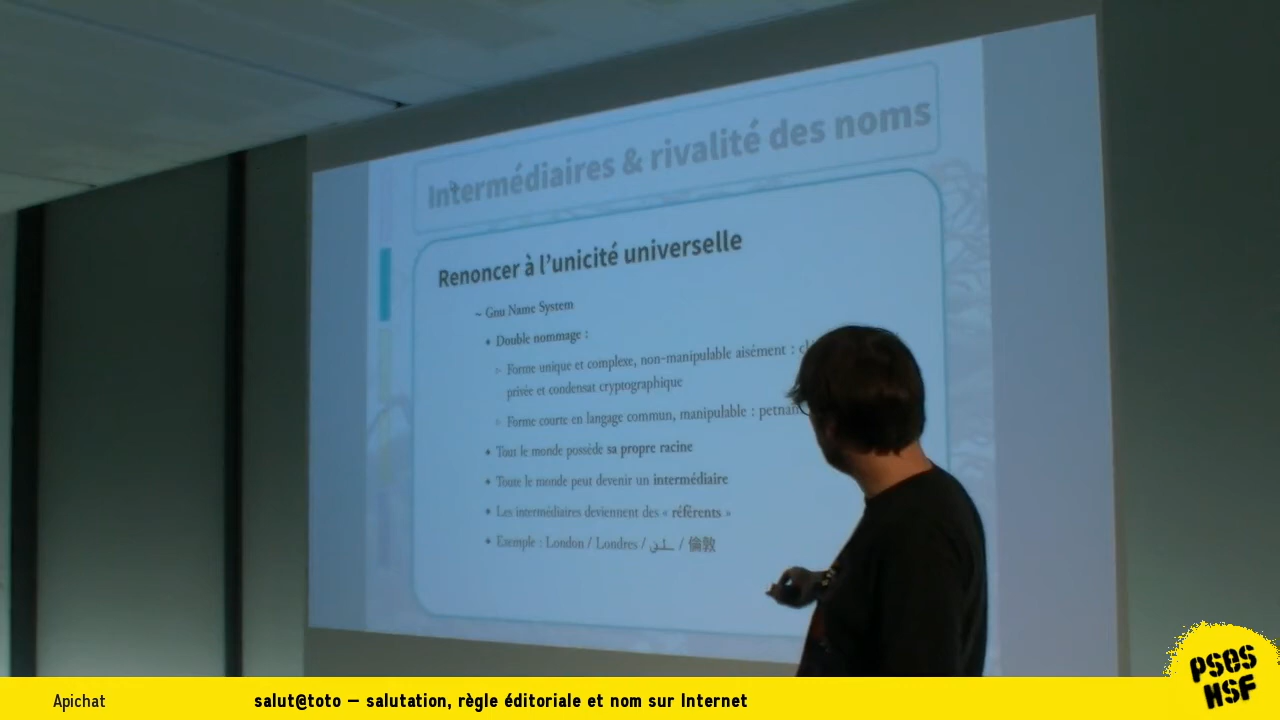 Intermédiaires & rivalité des noms
Renoncer à l'unicité universelle
~ Gnu Name System
• Double nommage :
▹ Forme unique et complexe, non-manipulable aisément :
privée et condensat cryptographique
▹ Forme courte en langage commun, manipulable :
• Tout le monde possède sa propre racine
• Toute le monde peut devenir un intermédiaire
• Les intermédiaires deviennent des « référents »
• Exemple : London / Londres / / 倫敦
Apichat
salut@toto – salutation, règle éditoriale et nom sur Internet
PSES
HSF